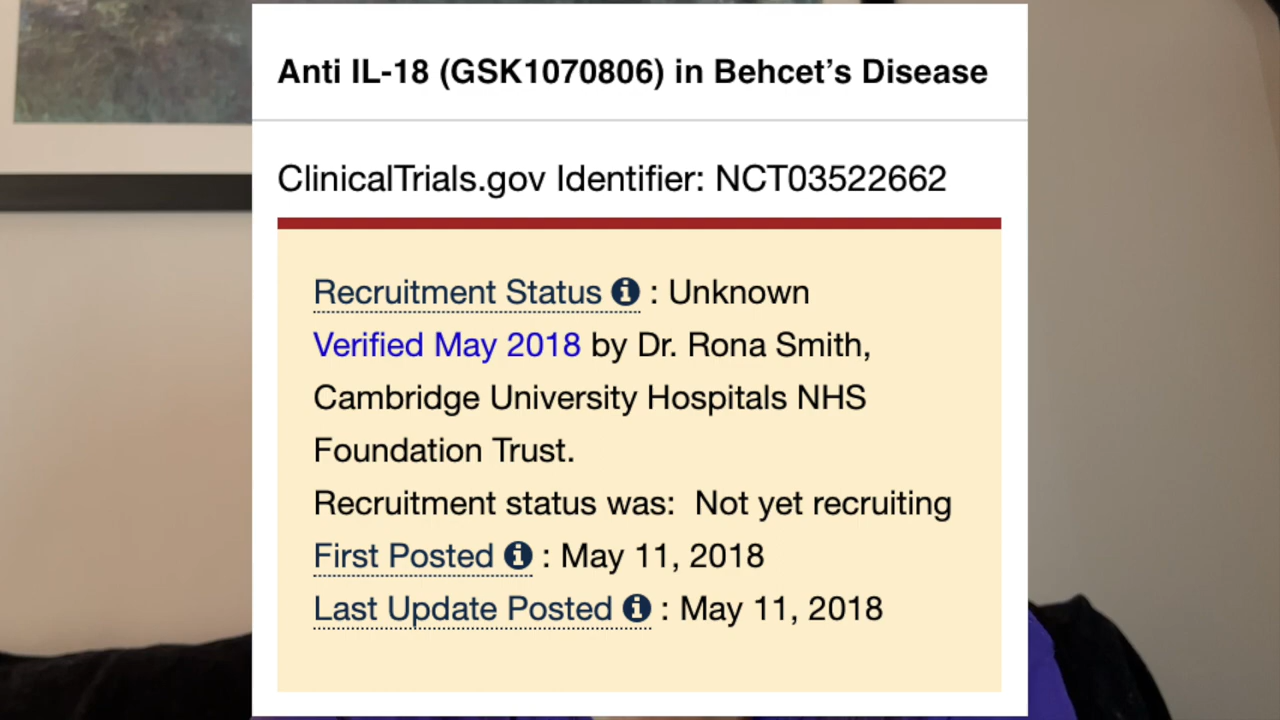 Anti IL-18 (GSK1070806) in Behcet’s Disease
ClinicalTrials.gov Identifier: NCT03522662
Recruitment Status : Unknown
Verified May 2018 by Dr. Rona Smith,
Cambridge University Hospitals NHS
Foundation Trust.
Recruitment status was: Not yet recruiting
First Posted : May 11, 2018
Last Update Posted : May 11, 2018